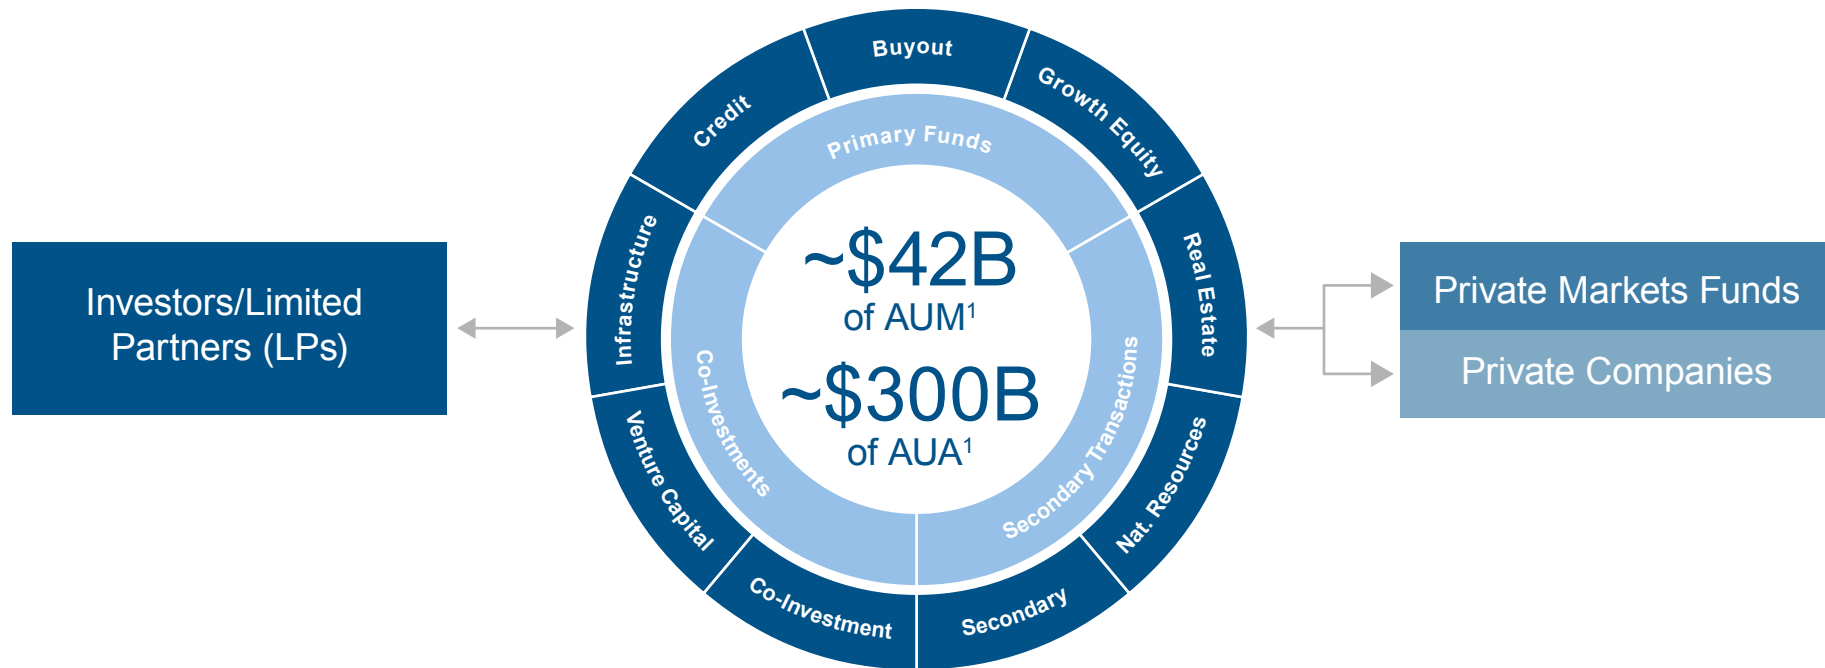 Investors/Limited
Partners (LPs)
Buyout
Growth Equity
Real Estate
Nat. Resources
Secondary
Co-Investment
Venture Capital
Infrastructure
Credit
Primary Funds
Secondary Transactions
Co-Investments
~$42B
of AUM¹
~$300B
of AUA¹
Private Markets Funds
Private Companies